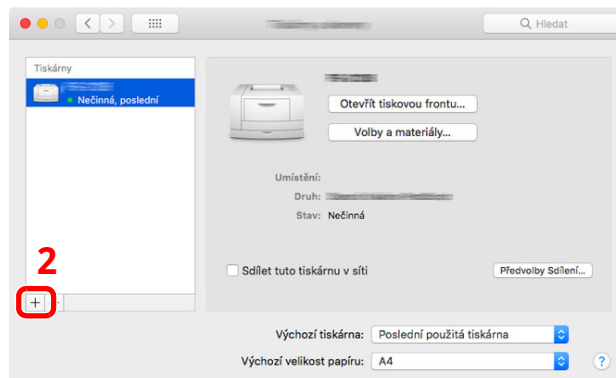 Hledat
Tiskárny
Nečinná, poslední
Otevřít tiskovou frontu...
Volby a materiály...
Umístění:
Druh:
Stav: Nečinná
2
Sdílet tuto tiskárnu v síti
Předvolby Sdílení...
+
Výchozí tiskárna: Poslední použitá tiskárna
Výchozí velikost papíru: A4
?